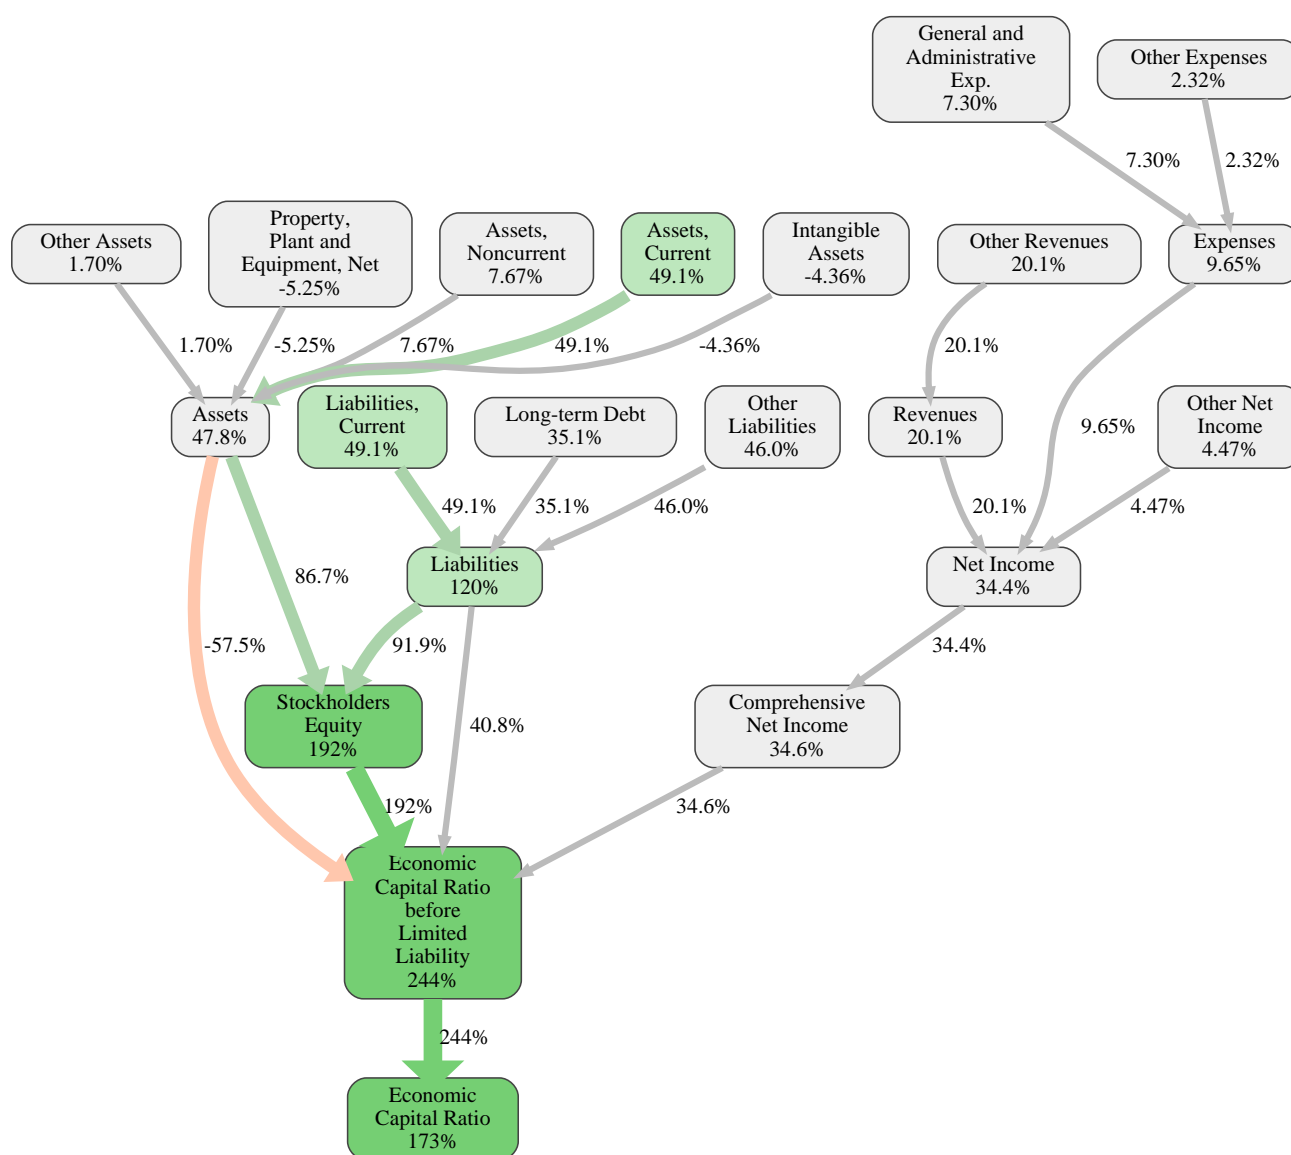 General and
Administrative
Exp.
7.30%
Other Expenses
2.32%
7.30%
2.32%
Other Assets
1.70%
Property,
Plant and
Equipment, Net
-5.25%
Assets,
Noncurrent
7.67%
Assets,
Current
49.1%
Intangible
Assets
-4.36%
Other Revenues
20.1%
Expenses
9.65%
1.70%
-5.25%
7.67%
49.1%
-4.36%
20.1%
9.65%
Assets
47.8%
Liabilities,
Current
49.1%
Long-term Debt
35.1%
Other
Liabilities
46.0%
Revenues
20.1%
Other Net
Income
4.47%
49.1%
35.1%
46.0%
20.1%
4.47%
86.7%
Liabilities
120%
Net Income
34.4%
-57.5%
91.9%
34.4%
Stockholders
Equity
192%
40.8%
Comprehensive
Net Income
34.6%
192%
34.6%
Economic
Capital Ratio
before
Limited
Liability
244%
244%
Economic
Capital Ratio
173%